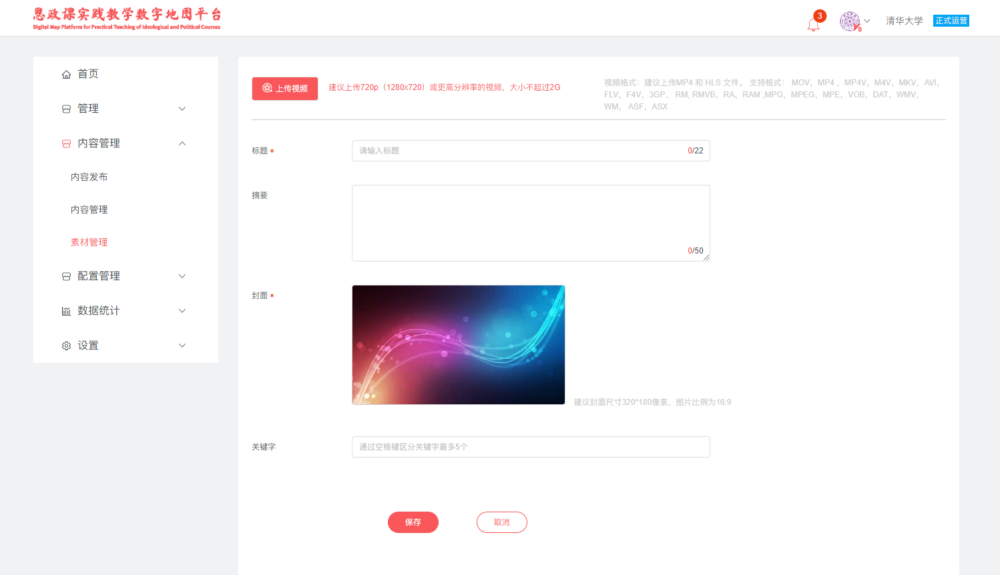 思政课实践教学数字地图平台
Digital Map Platform for Practical Teaching of Ideological and Political Courses
3
清华大学
正式运营
首页
管理
内容管理
内容发布
内容管理
素材管理
配置管理
数据统计
设置
上传视频
建议上传720p（1280x720）或更高分辨率的视频，大小不超过2G
视频格式：建议上传MP4 和 HLS 文件。 支持格式： MOV，MP4 ，MP4V，M4V，MKV，AVI，
FLV，F4V，3GP、 RM, RMVB，RA，RAM ,MPG，MPEG，MPE，VOB，DAT，WMV，
WM， ASF，ASX
标题 *
请输入标题
0/22
摘要
0/50
封面 *
建议封面尺寸320*180像素，图片比例为16:9
关键字
通过空格键区分关键字最多5个
保存
取消